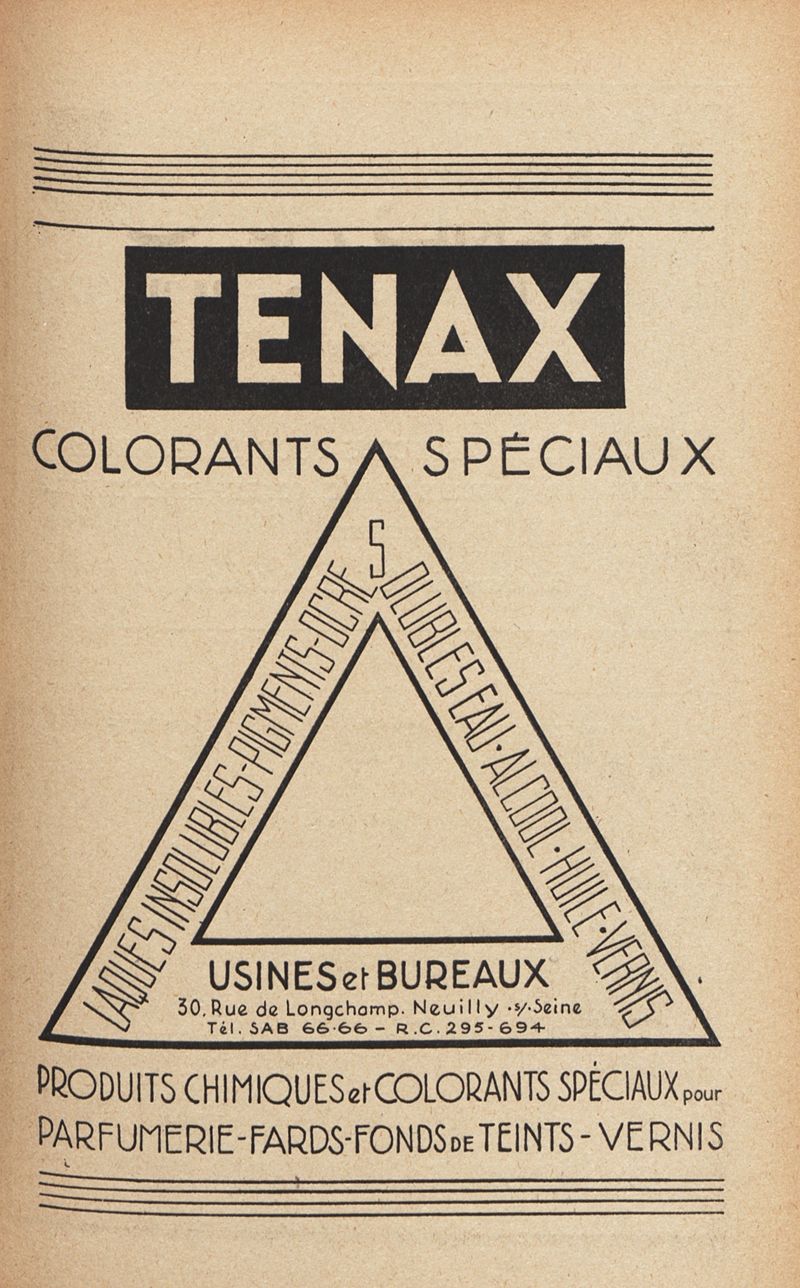 TENAX
COLORANTS SPÉCIAUX
LAQUES INSOLUBLES-PIGMENTS-OCRE
SOLUBLES EAU·ALCOOL·HUILE·VERNIS
USINES et BUREAUX
30, Rue de Longchamp. Neuilly ·s/·Seine
Tél. SAB 66·66 - R.C. 295-694
PRODUITS CHIMIQUES et COLORANTS SPÉCIAUX pour
PARFUMERIE-FARDS-FONDS DE TEINTS-VERNIS